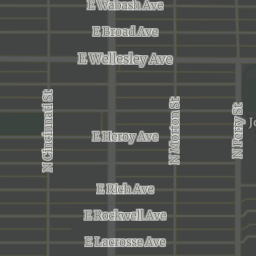 E Wabash Ave
E Broad Ave
E Wellesley Ave
N Cincinnati St
N Morton St
N Perry St
Jo
E Heroy Ave
E Rich Ave
E Rockwell Ave
E Lacrosse Ave